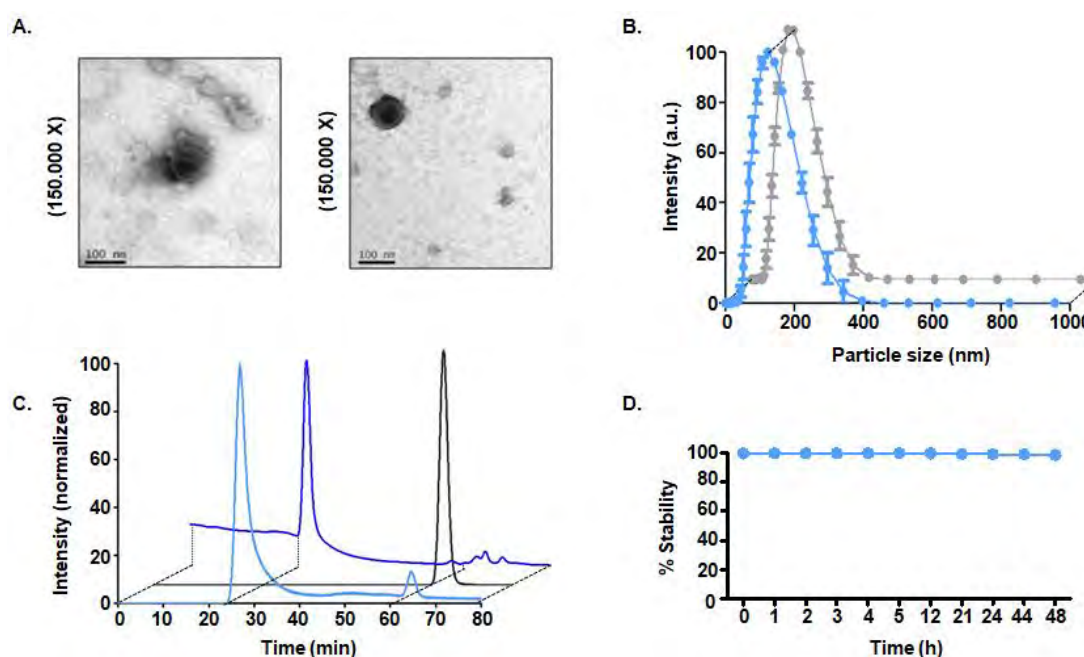 A.
(150.000 X)
100 nm
(150.000 X)
100 nm
B.
Intensity (a.u.)
100
80
60
40
20
0
0 200 400 600 800 1000
Particle size (nm)
C.
Intensity (normalized)
100
80
60
40
20
0
0 10 20 30 40 50 60 70 80
Time (min)
D.
% Stability
100
80
60
40
20
0
0 1 2 3 4 5 12 21 24 44 48
Time (h)